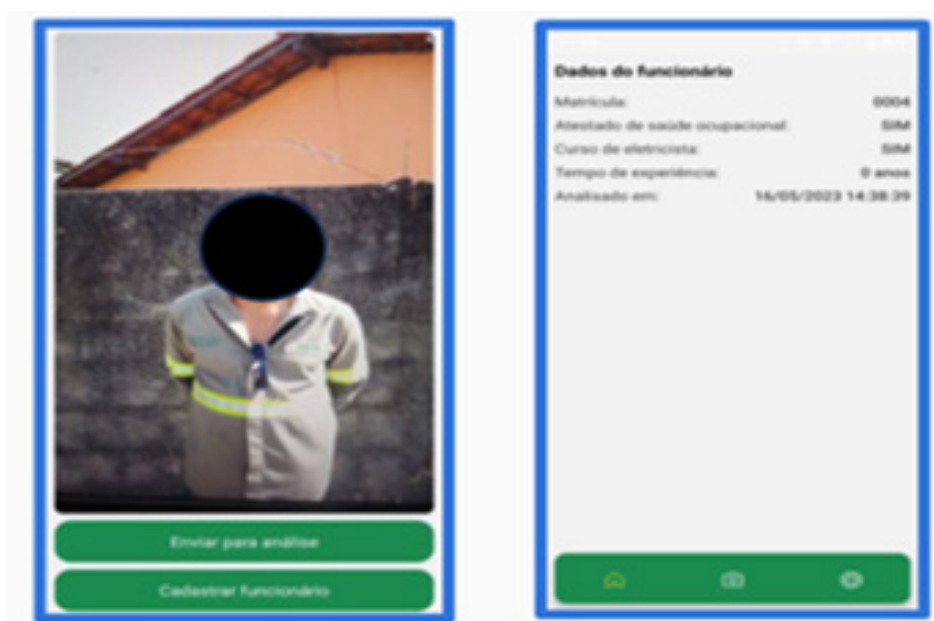 Enviar para análise
Cadastrar funcionário
Dados do funcionário
Matrícula: 0004
Atestado de saúde ocupacional: SIM
Curso de eletricista: SIM
Tempo de experiência: 0 anos
Analisado em: 16/05/2023 14:38:39